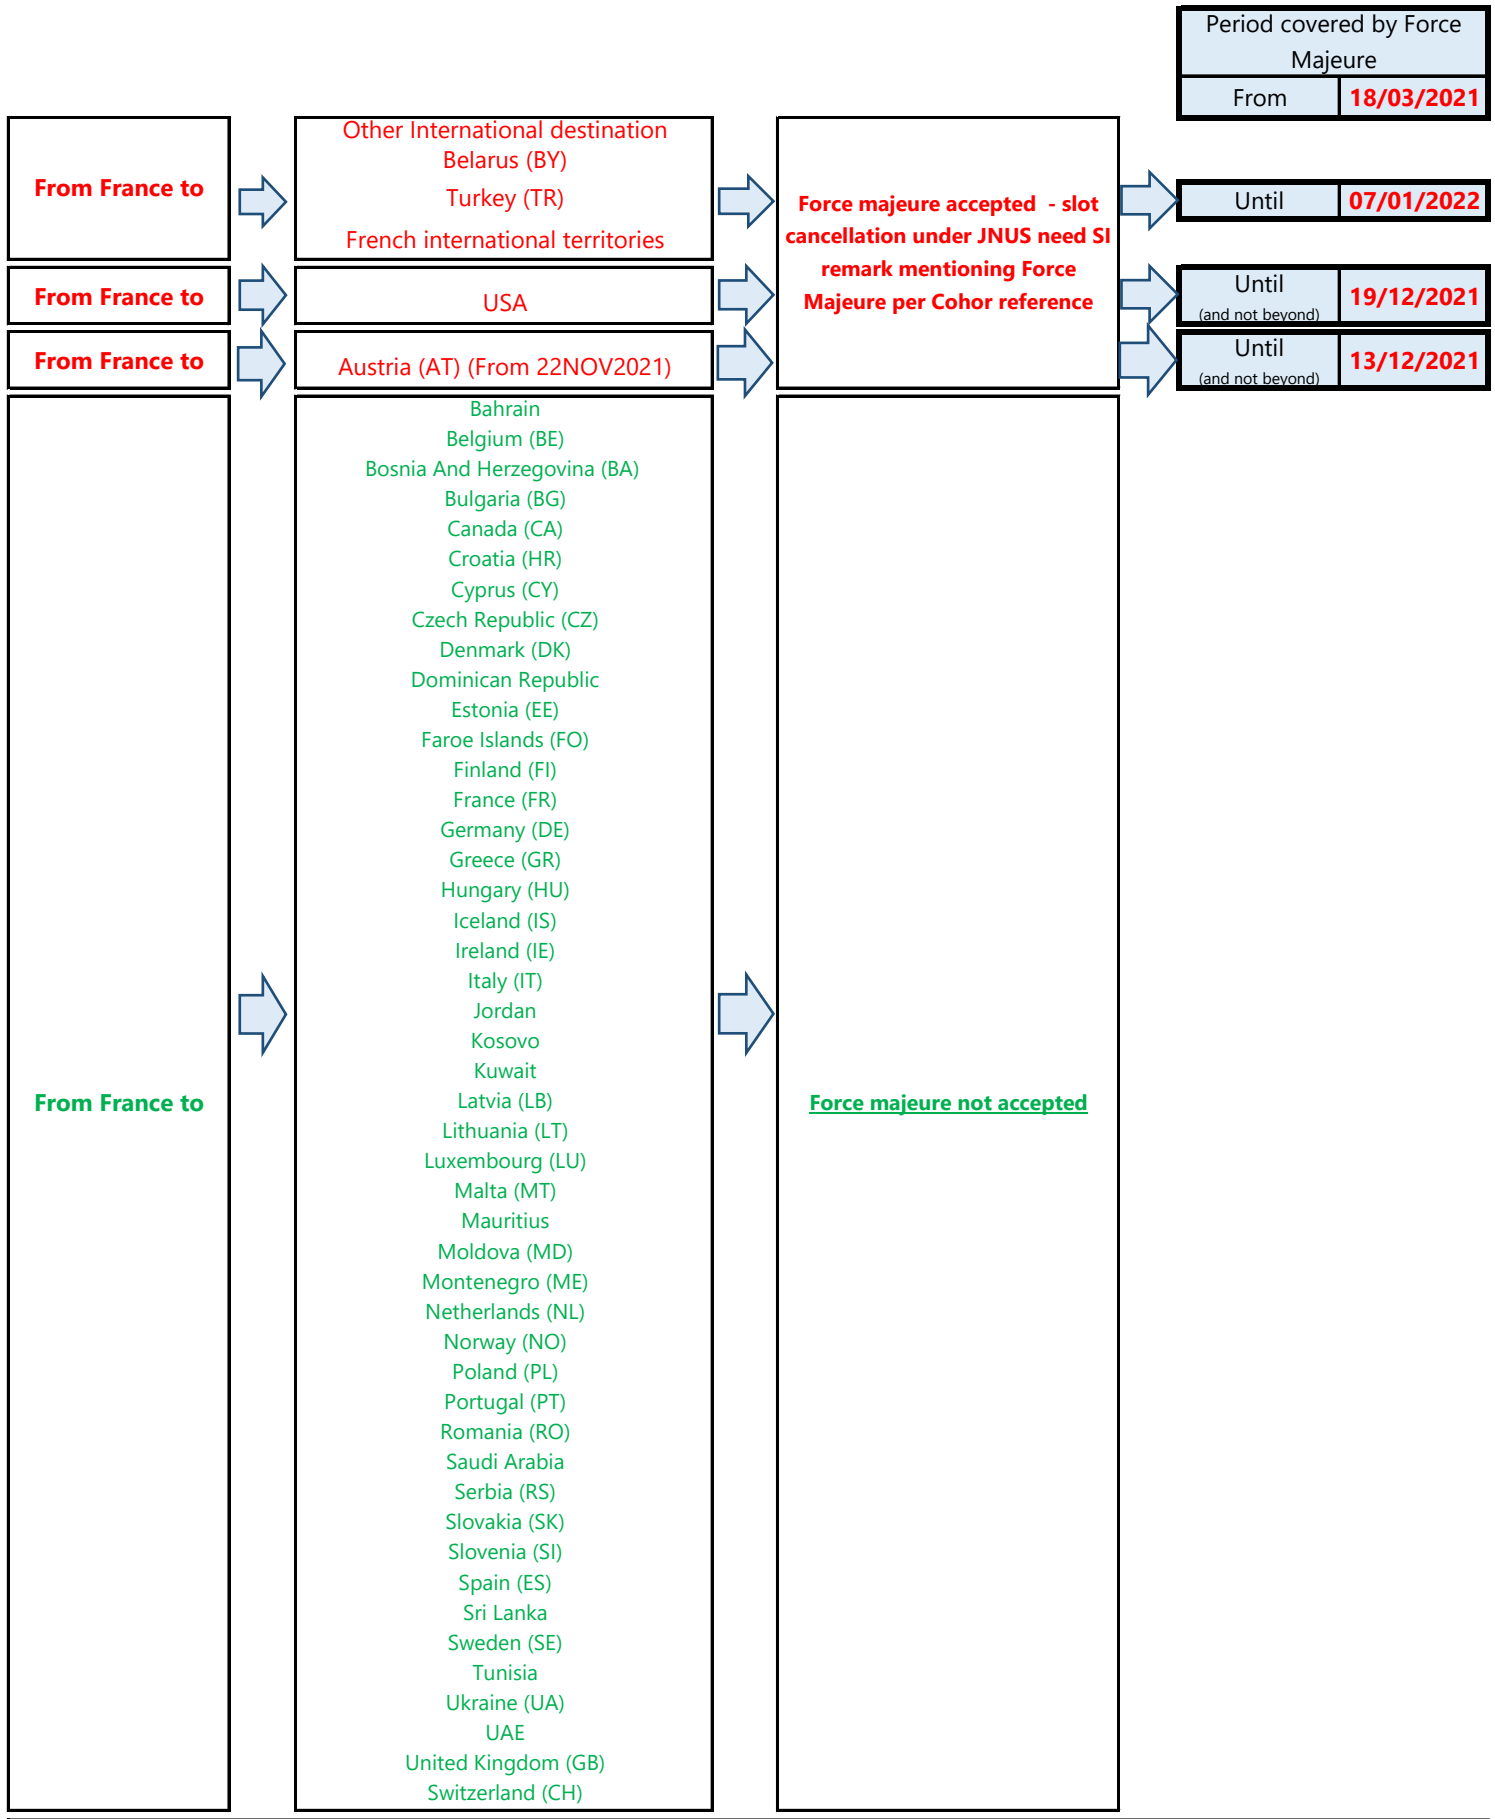 Period covered by Force
Majeure
From 18/03/2021
From France to
Other International destination
Belarus (BY)
Turkey (TR)
French international territories
Force majeure accepted - slot
cancellation under JNUS need SI
remark mentioning Force
Majeure per Cohor reference
Until 07/01/2022
From France to
USA
Until
(and not beyond)
19/12/2021
From France to
Austria (AT) (From 22NOV2021)
Until
(and not beyond)
13/12/2021
From France to
Bahrain
Belgium (BE)
Bosnia And Herzegovina (BA)
Bulgaria (BG)
Canada (CA)
Croatia (HR)
Cyprus (CY)
Czech Republic (CZ)
Denmark (DK)
Dominican Republic
Estonia (EE)
Faroe Islands (FO)
Finland (FI)
France (FR)
Germany (DE)
Greece (GR)
Hungary (HU)
Iceland (IS)
Ireland (IE)
Italy (IT)
Jordan
Kosovo
Kuwait
Latvia (LB)
Lithuania (LT)
Luxembourg (LU)
Malta (MT)
Mauritius
Moldova (MD)
Montenegro (ME)
Netherlands (NL)
Norway (NO)
Poland (PL)
Portugal (PT)
Romania (RO)
Saudi Arabia
Serbia (RS)
Slovakia (SK)
Slovenia (SI)
Spain (ES)
Sri Lanka
Sweden (SE)
Tunisia
Ukraine (UA)
UAE
United Kingdom (GB)
Switzerland (CH)
Force majeure not accepted